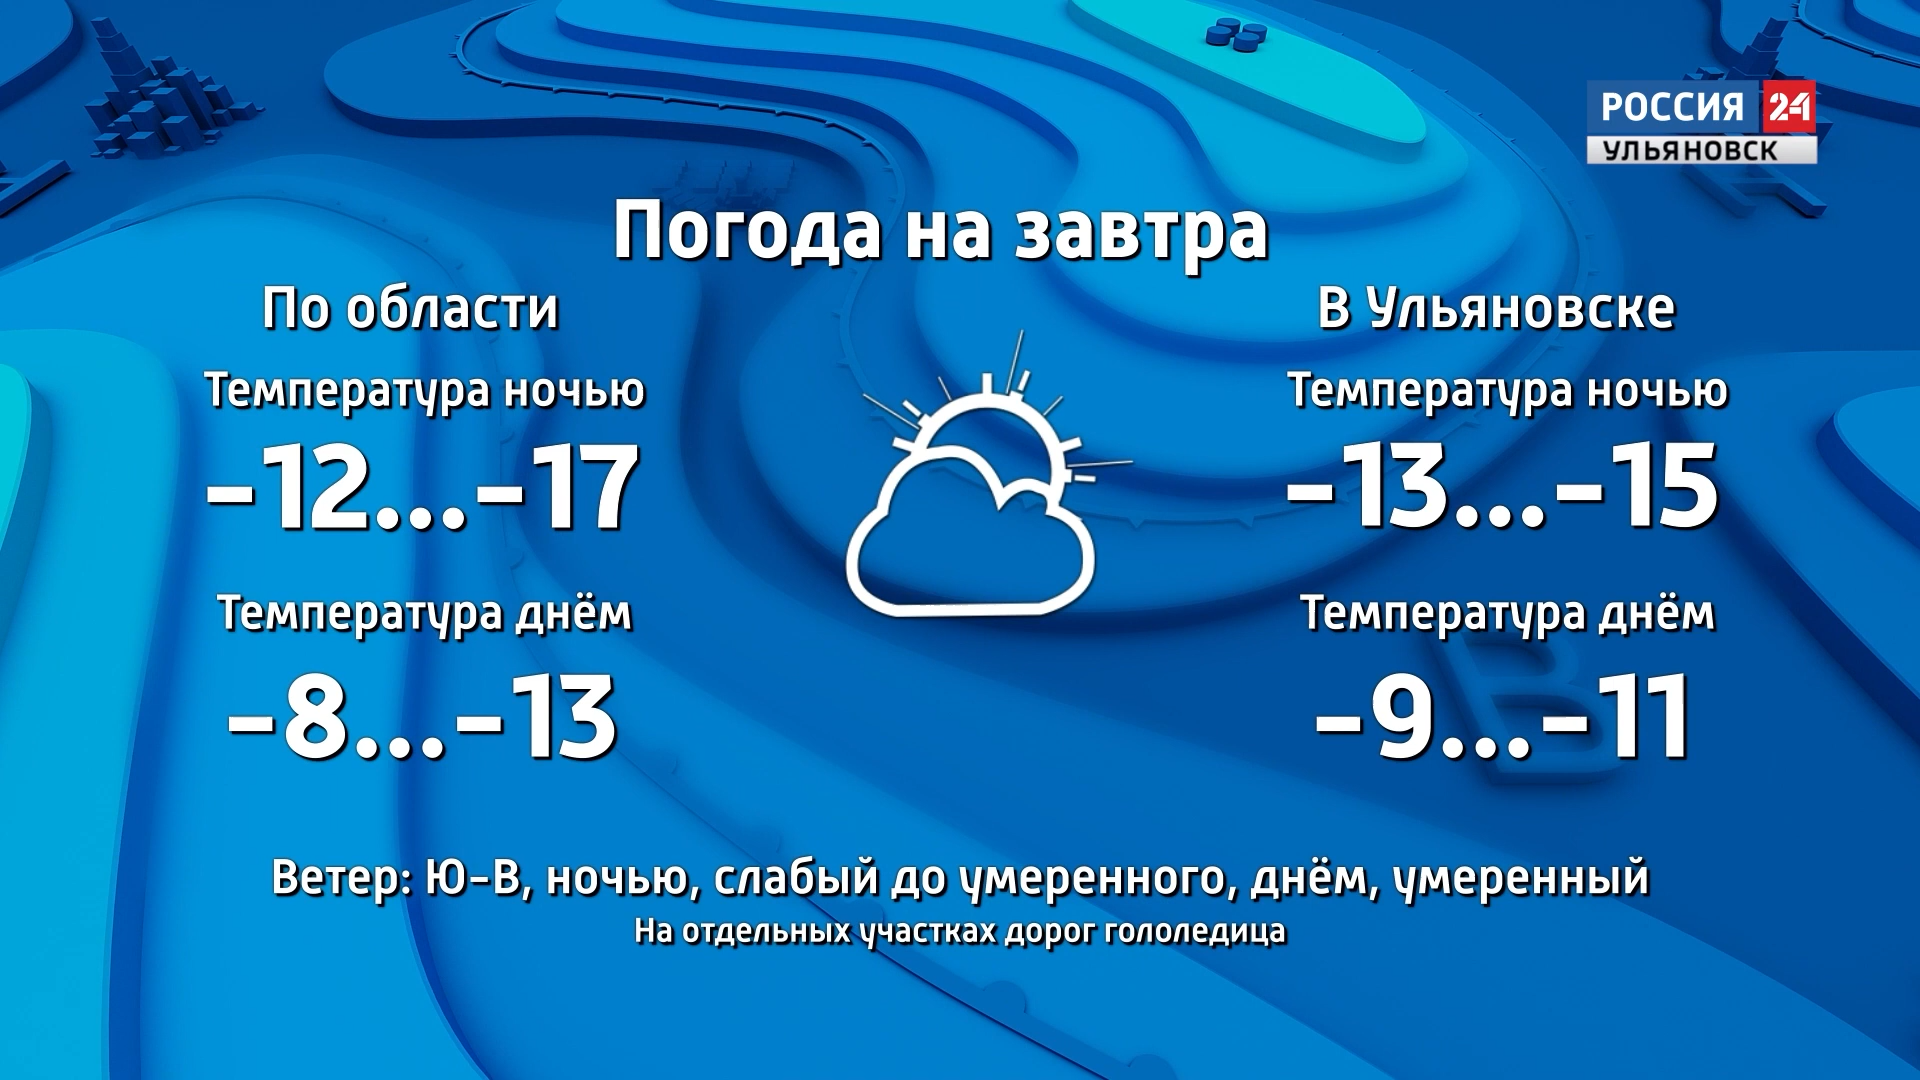 РОССИЯ 24
УЛЬЯНОВСК
Погода на завтра
По области
Температура ночью
-12...-17
Температура днём
-8...-13
В Ульяновске
Температура ночью
-13...-15
Температура днём
-9...-11
Ветер: Ю-В, ночью, слабый до умеренного, днём, умеренный
На отдельных участках дорог гололедица